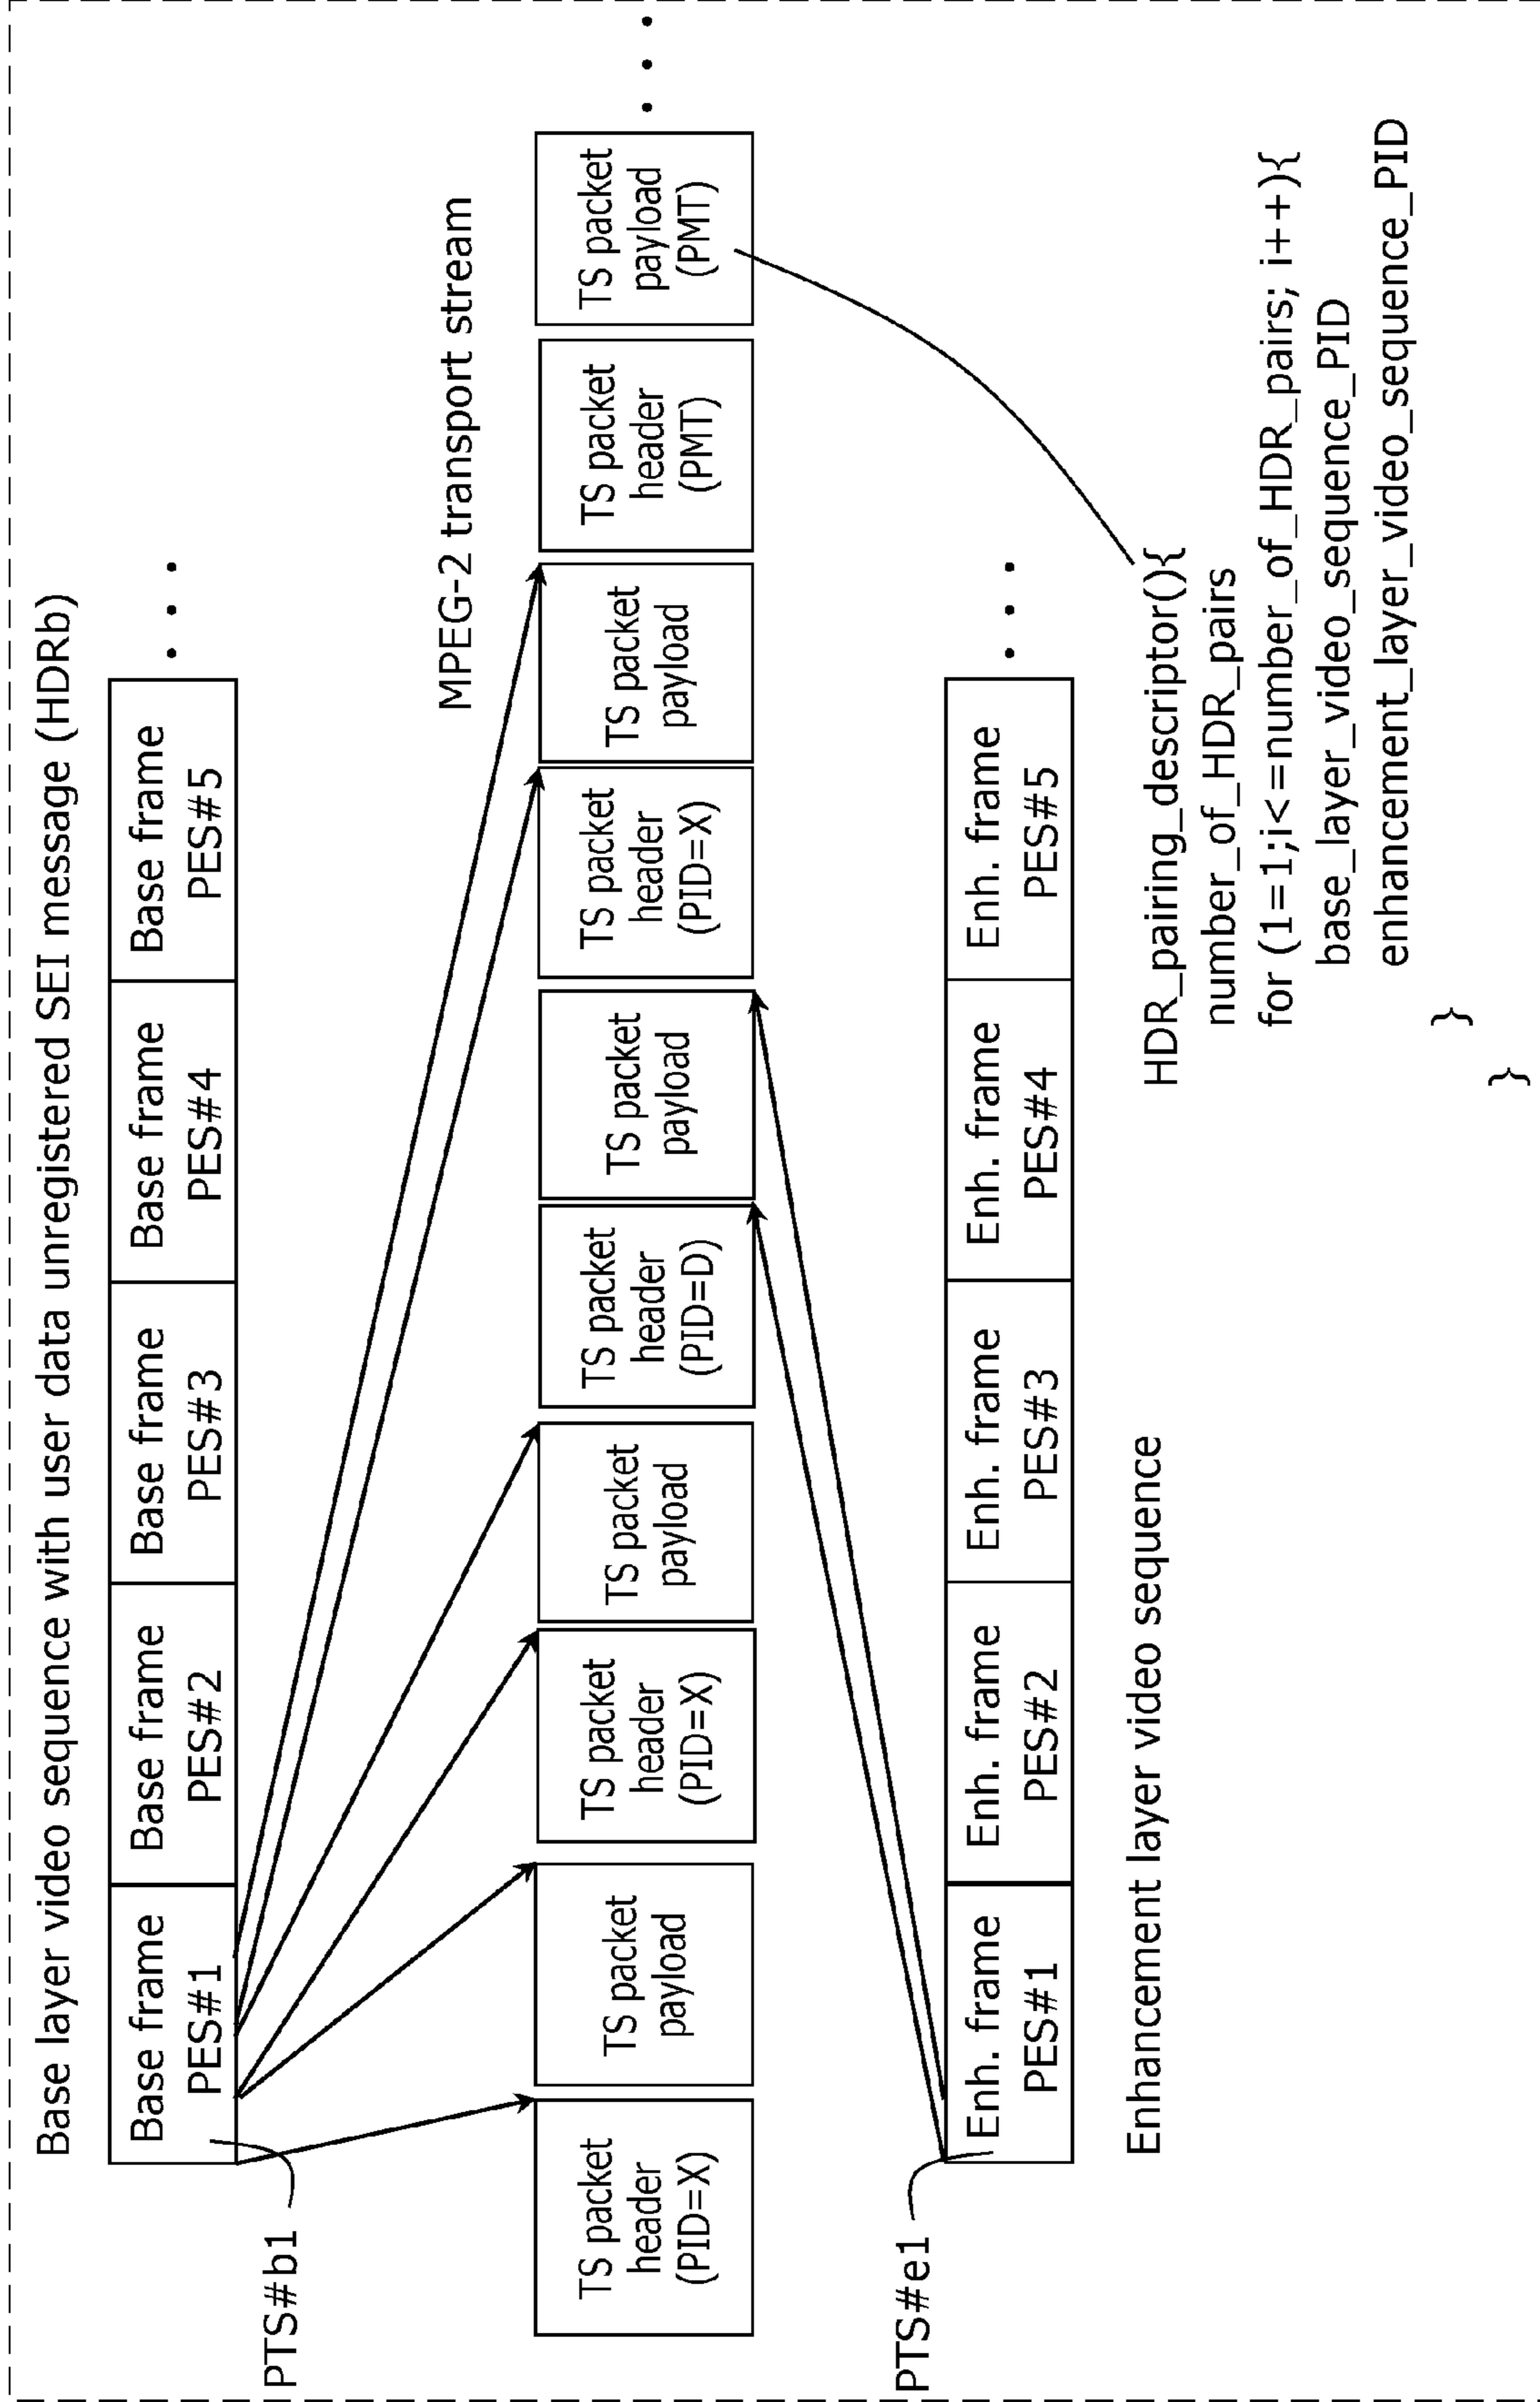 Base layer video sequence with user data unregistered SEI message (HDRb)
Base frame
PES#1
Base frame
PES#2
Base frame
PES#3
Base frame
PES#4
Base frame
PES#5
PTS#b1
MPEG-2 transport stream
TS packet
header
(PID=X)
TS packet
payload
TS packet
header
(PID=X)
TS packet
payload
TS packet
header
(PID=D)
TS packet
payload
TS packet
header
(PID=X)
TS packet
payload
TS packet
header
(PMT)
TS packet
payload
(PMT)
PTS#e1
Enh. frame
PES#1
Enh. frame
PES#2
Enh. frame
PES#3
Enh. frame
PES#4
Enh. frame
PES#5
Enhancement layer video sequence
HDR_pairing_descriptor(){
number_of_HDR_pairs
for (1=1;i<=number_of_HDR_pairs; i++){
base_layer_video_sequence_PID
enhancement_layer_video_sequence_PID
}
}